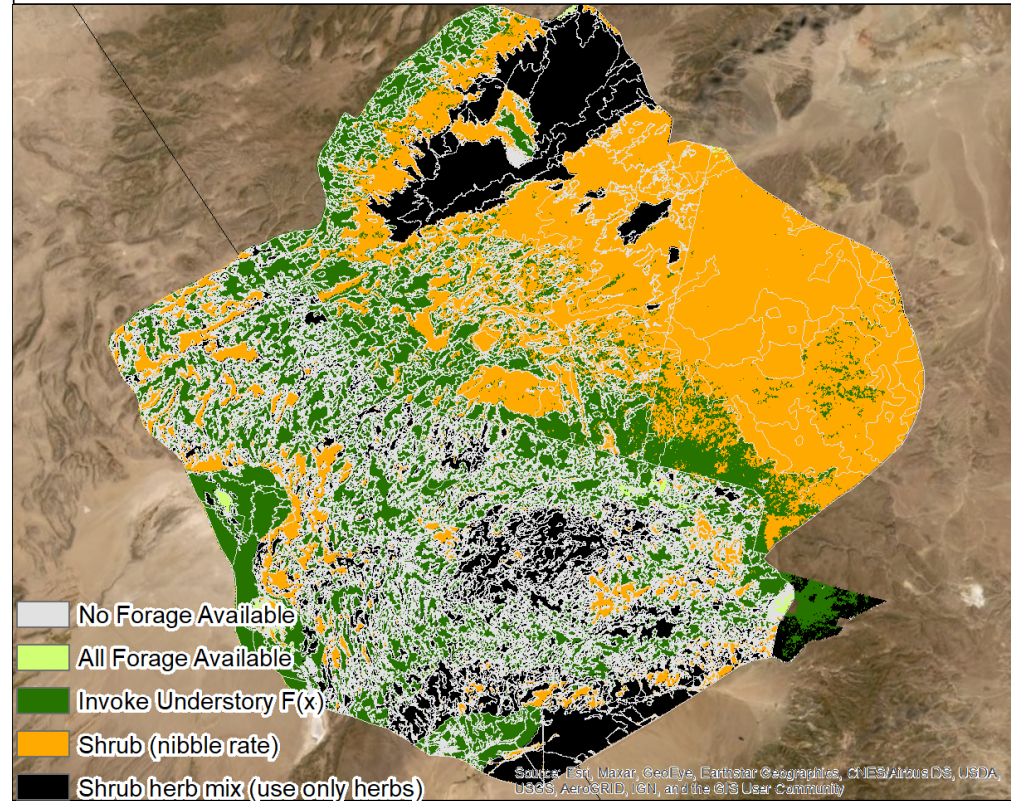 No Forage Available
All Forage Available
Invoke Understory F(x)
Shrub (nibble rate)
Shrub herb mix (use only herbs)
Source: Esri, Maxar, GeoEye, Earthstar Geographics, CNES/Airbus DS, USDA,
USGS, AeroGRID, IGN, and the GIS User Community